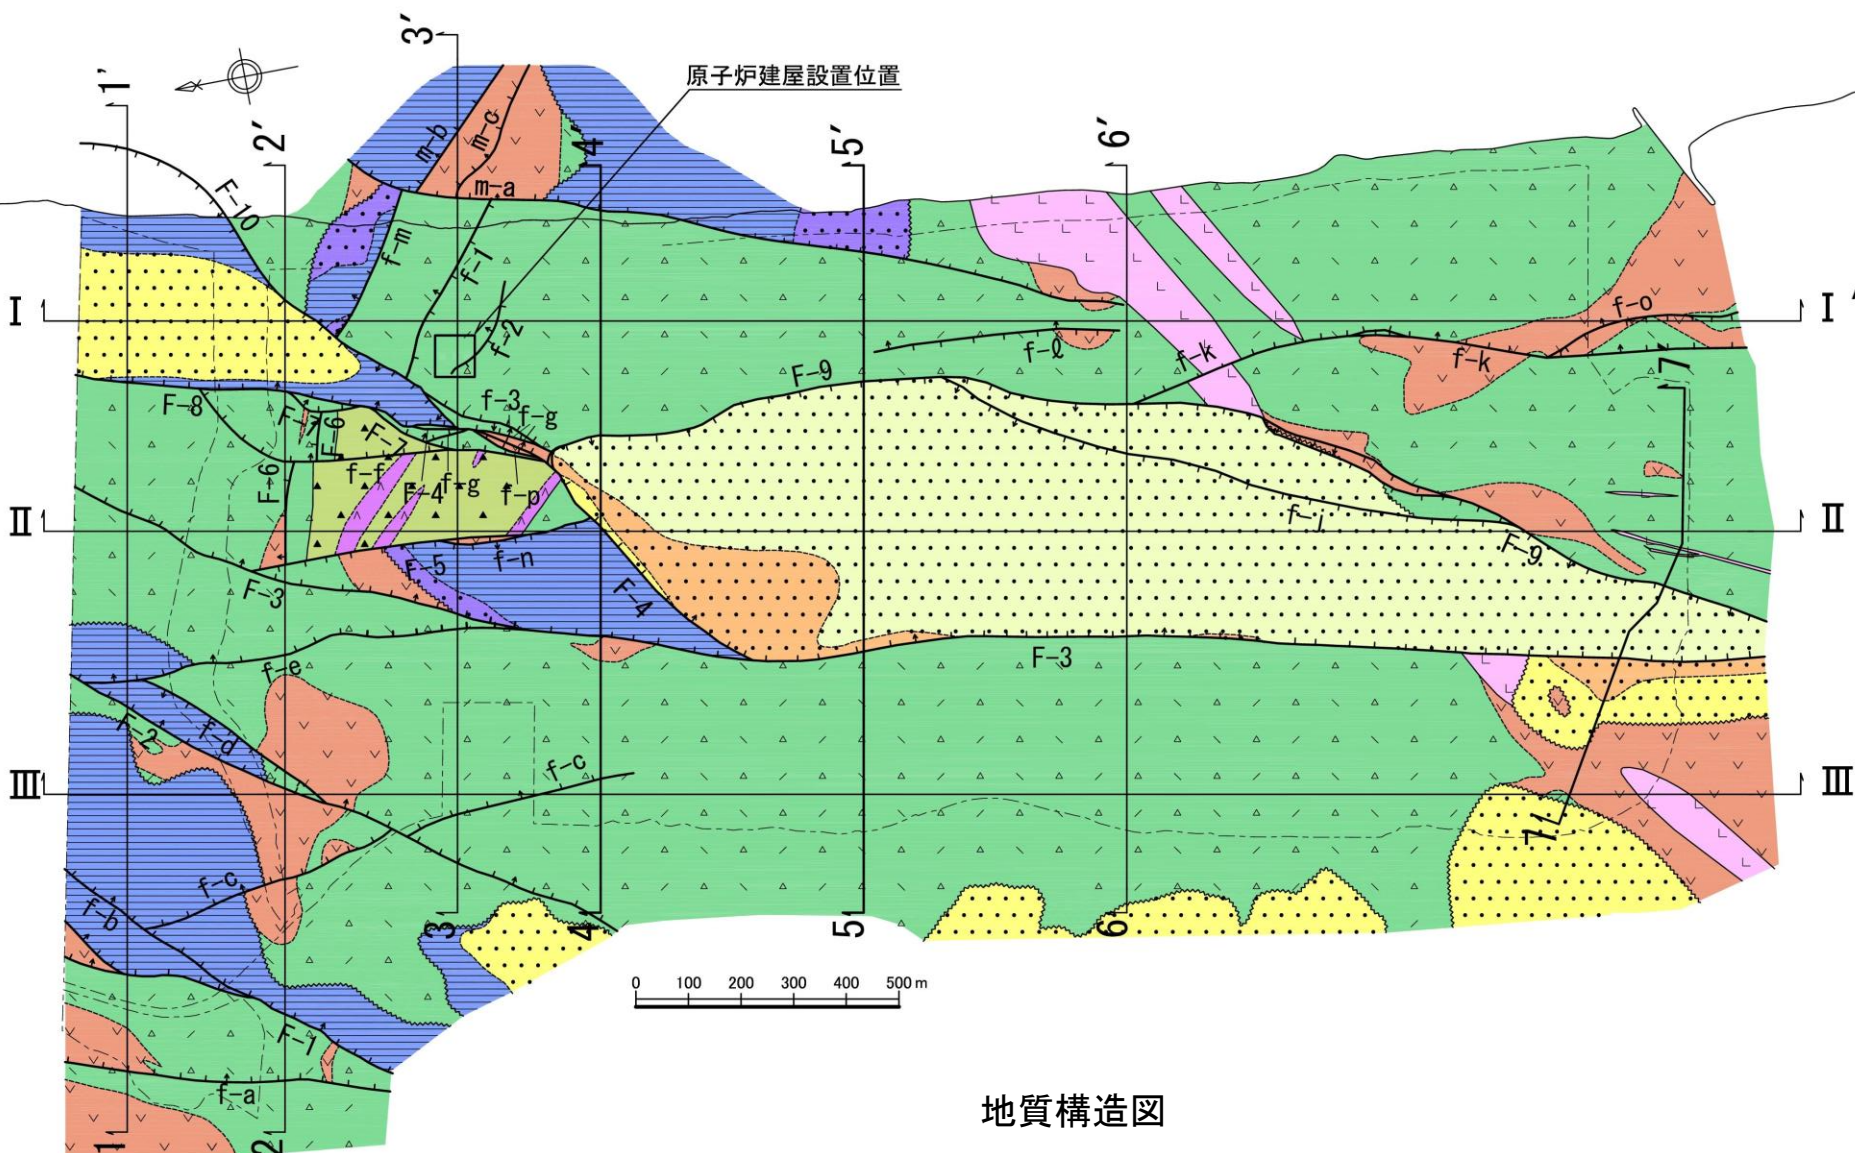 3′
原子炉建屋設置位置
1′
2′
m-b
m-c
4′
5′
6′
m-a
F-10
f-m
f-1
f-o
Ⅰ
Ⅰ′
f-2
f-ℓ
f-k
f-k
7′
F-9
F-8
f-3
f-g
F-7
F-6
F-7
F-6
f-f
F-4
f-g
f-p
Ⅱ
f-j
Ⅱ
F-9
F-5
f-n
F-3
F-4
F-3
f-e
F-2
f-d
f-c
Ⅲ
Ⅲ
7
f-c
f-b
3
4
5
6
0 100 200 300 400 500m
F-1
f-a
1
2
地質構造図